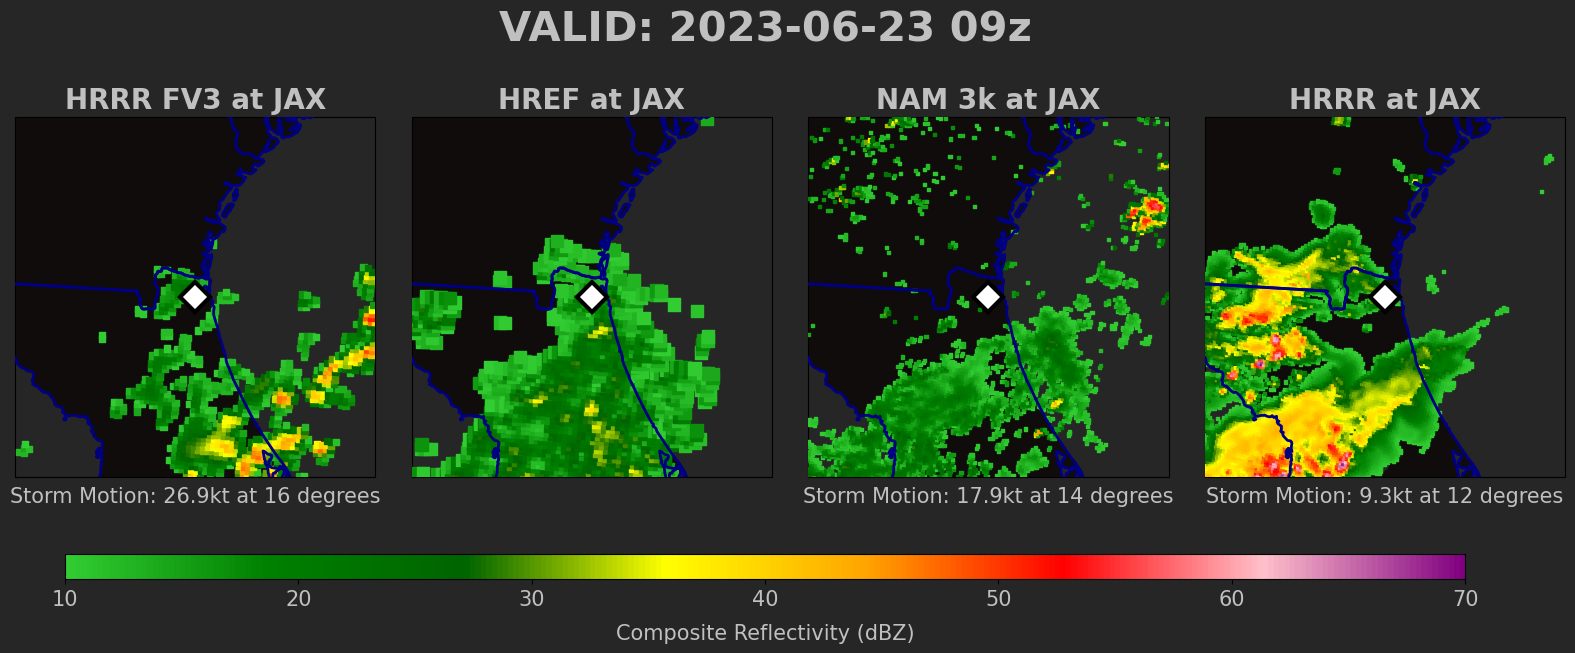 VALID: 2023-06-23 09z
HRRR FV3 at JAX
HREF at JAX
NAM 3k at JAX
HRRR at JAX
Storm Motion: 26.9kt at 16 degrees
Storm Motion: 17.9kt at 14 degrees
Storm Motion: 9.3kt at 12 degrees
10 20 30 40 50 60 70
Composite Reflectivity (dBZ)